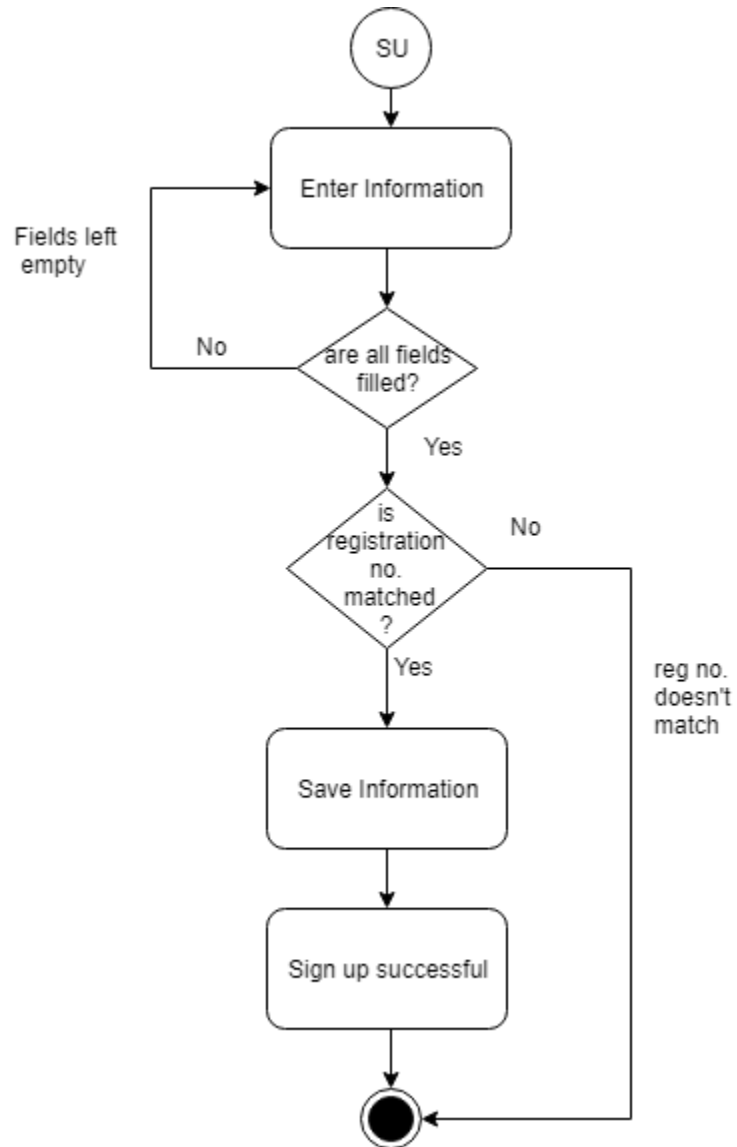 SU
Enter Information
Fields left
empty
No
are all fields
filled?
Yes
is
registration
no.
matched
?
No
Yes
reg no.
doesn't
match
Save Information
Sign up successful